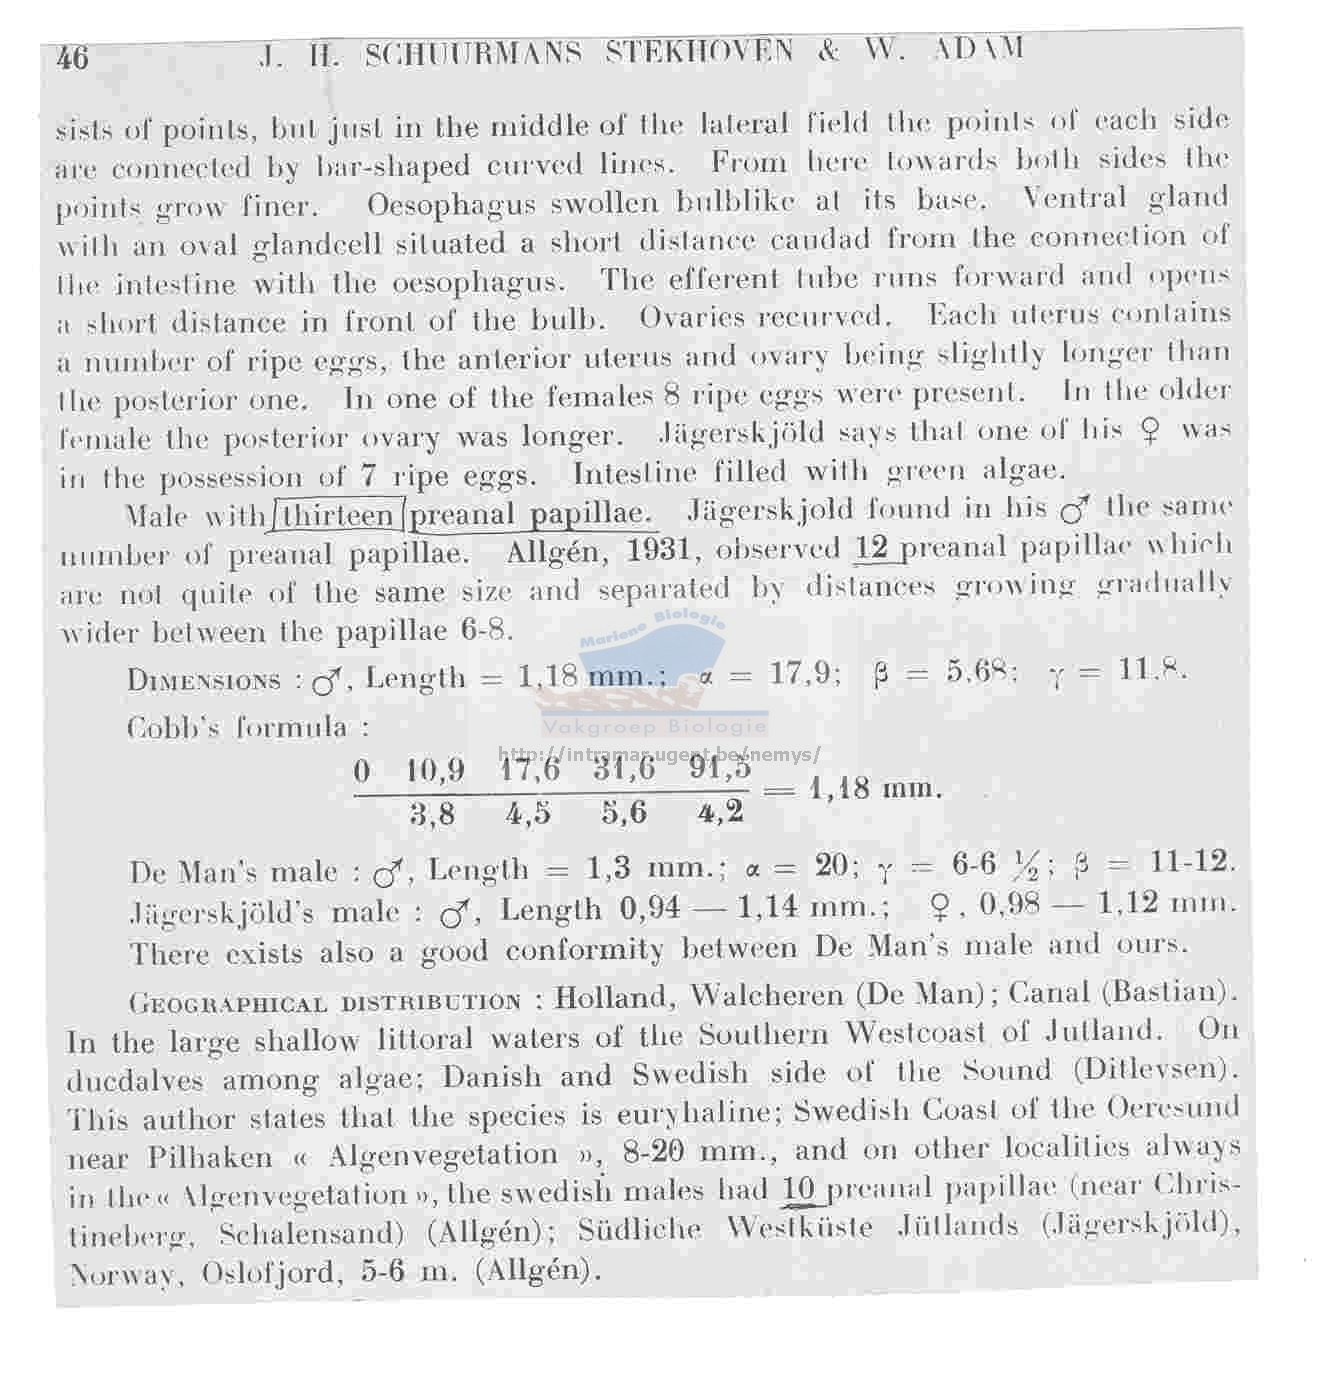 46 J. H. SCHUURMANS STEKHOVEN & W. ADAM
sists of points, but just in the middle of the lateral field the points of each side
are connected by bar-shaped curved lines. From here towards both sides the
points grow finer. Oesophagus swollen bulblike at its base. Ventral gland
with an oval glandcell situated a short distance caudad from the connection of
the intestine with the oesophagus. The efferent tube runs forward and opens
a short distance in front of the bulb. Ovaries recurved. Each uterus contains
a number of ripe eggs, the anterior uterus and ovary being slightly longer than
the posterior one. In one of the females 8 ripe eggs were present. In the older
female the posterior ovary was longer. Jägerskjöld says that one of his ♀ was
in the possession of 7 ripe eggs. Intestine filled with green algae.
Male with thirteen preanal papillae. Jägerskjold found in his ♂ the same
number of preanal papillae. Allgén, 1931, observed 12 preanal papillae which
are not quite of the same size and separated by distances growing gradually
wider between the papillae 6-8.
Mariene Biologie
DIMENSIONS : ♂, Length = 1,18 mm.; α = 17,9; β = 5,68; γ = 11,8.
Vakgroep Biologie
Cobb's formula :
http://intramar.ugent.be/nemys/
0 10,9 17,6 31,6 91,5
3,8 4,5 5,6 4,2 = 1,18 mm.
De Man's male : ♂, Length = 1,3 mm.; α = 20; γ = 6-6 ½; β = 11-12.
Jägerskjöld's male : ♂, Length 0,94 — 1,14 mm.; ♀, 0,98 — 1,12 mm.
There exists also a good conformity between De Man's male and ours.
GEOGRAPHICAL DISTRIBUTION : Holland, Walcheren (De Man); Canal (Bastian).
In the large shallow littoral waters of the Southern Westcoast of Jutland. On
ducdalves among algae; Danish and Swedish side of the Sound (Ditlevsen).
This author states that the species is euryhaline; Swedish Coast of the Oeresund
near Pilhaken « Algenvegetation », 8-20 mm., and on other localities always
in the « Algenvegetation », the swedish males had 10 preanal papillae (near Chris-
tineberg, Schalensand) (Allgén); Südliche Westküste Jütlands (Jägerskjöld),
Norway, Oslofjord, 5-6 m. (Allgén).